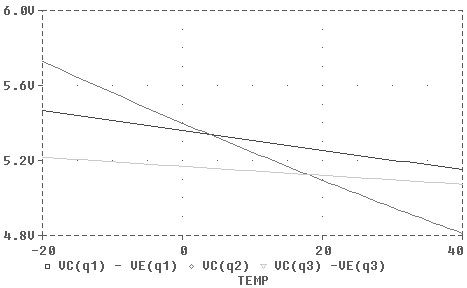 6.0V
5.6V
5.2V
4.8V
-20 0 20 40
VC(q1) - VE(q1) VC(q2) VC(q3) -VE(q3)
TEMP